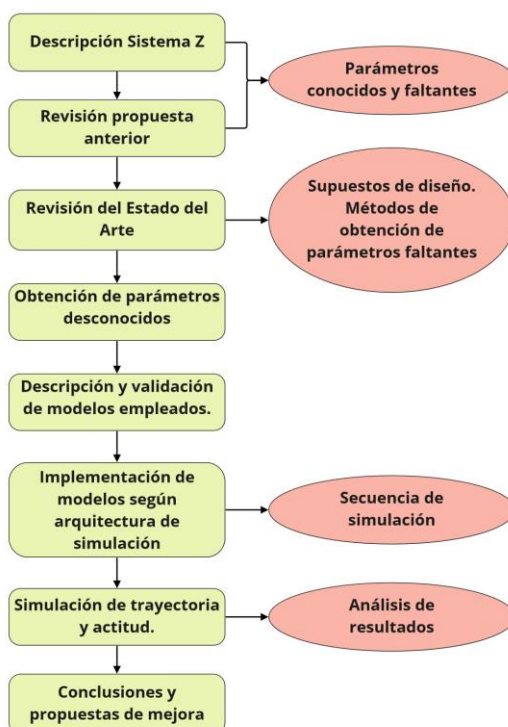 Descripción Sistema Z
Parámetros
conocidos y faltantes
Revisión propuesta
anterior
Revisión del Estado del
Arte
Supuestos de diseño.
Métodos de
obtención de
parámetros faltantes
Obtención de parámetros
desconocidos
Descripción y validación
de modelos empleados.
Implementación de
modelos según
arquitectura de
simulación
Secuencia de
simulación
Simulación de trayectoria
y actitud.
Análisis de
resultados
Conclusiones y
propuestas de mejora